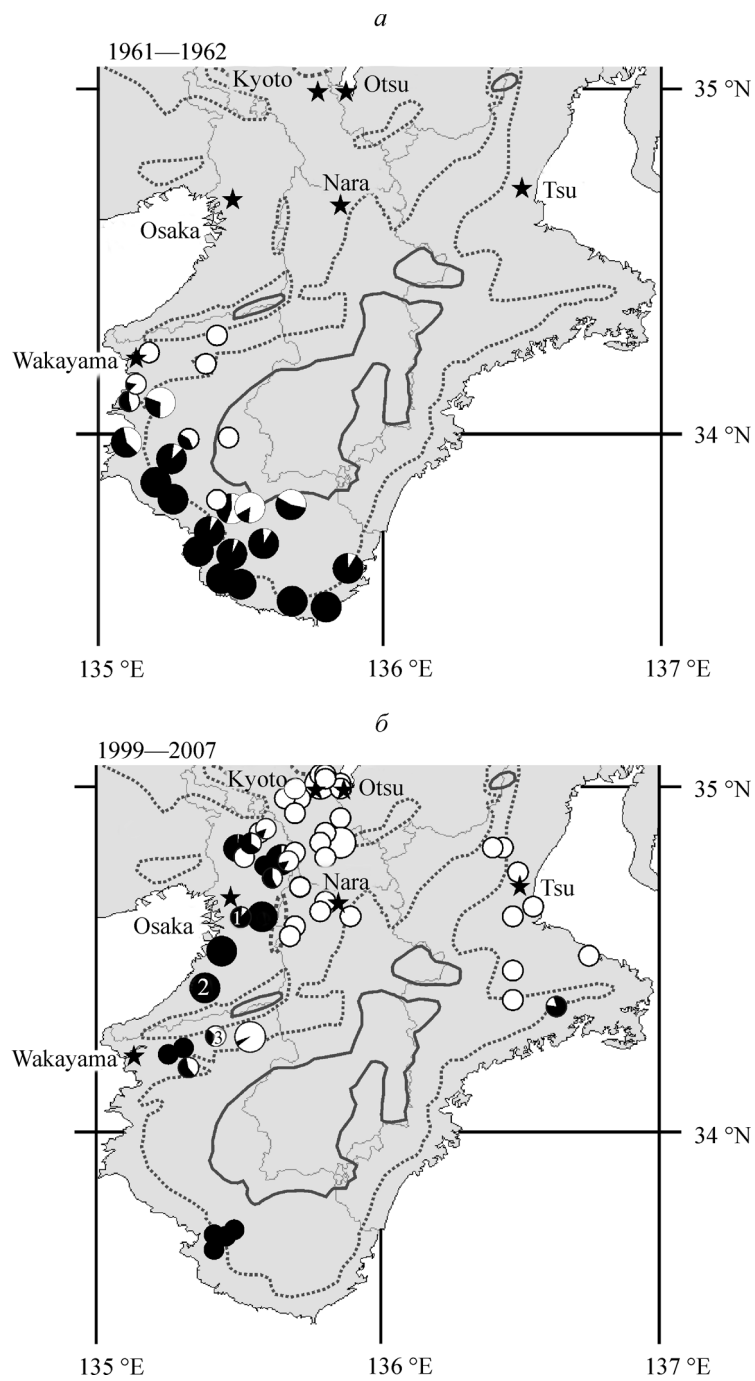 а
1961—1962
Kyoto
Otsu
35 °N
Nara
Tsu
Osaka
Wakayama
34 °N
135 °E
136 °E
137 °E
б
1999—2007
Kyoto
Otsu
35 °N
Nara
Tsu
Osaka
1
2
3
Wakayama
34 °N
135 °E
136 °E
137 °E